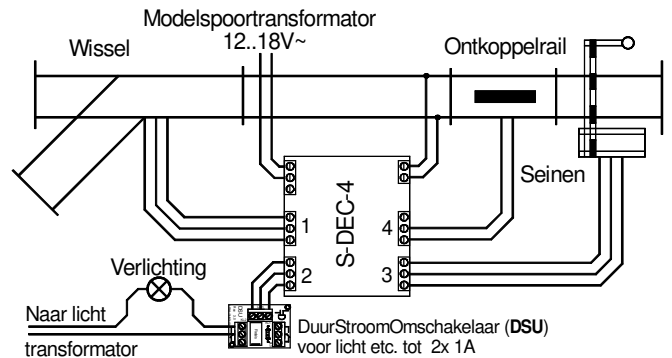 Modelspoortransformator
12..18V~
Wissel
Ontkoppelrail
S-DEC-4
Seinen
1
4
2
3
Verlichting
Naar licht
transformator
DuurStroomOmschakelaar (DSU)
voor licht etc. tot 2x 1A